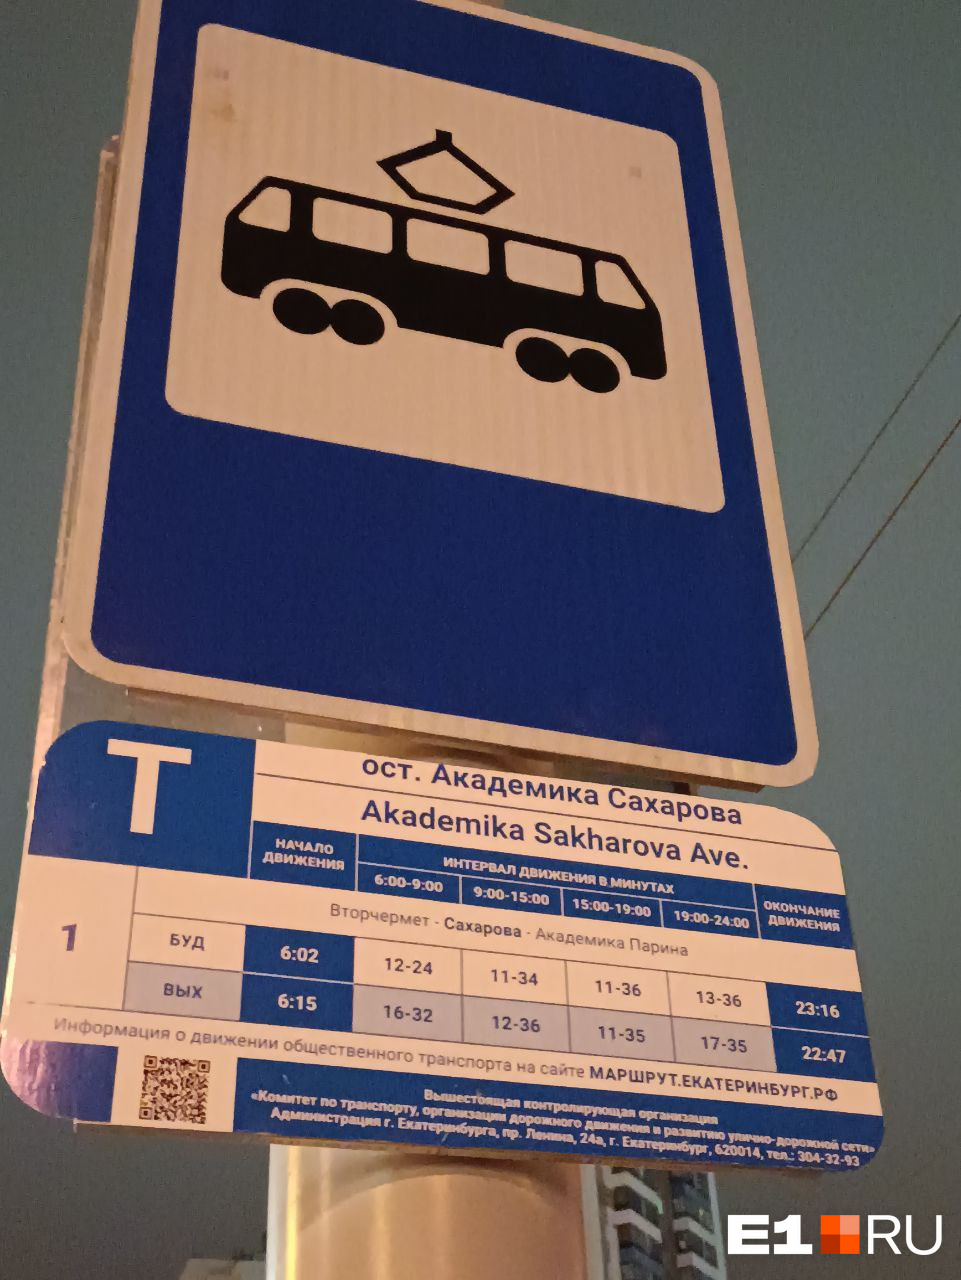 Т
ост. Академика Сахарова
Akademika Sakharova Ave.
НАЧАЛО ДВИЖЕНИЯ
ИНТЕРВАЛ ДВИЖЕНИЯ В МИНУТАХ
6:00-9:00 9:00-15:00 15:00-19:00 19:00-24:00
ОКОНЧАНИЕ ДВИЖЕНИЯ
1
Вторчермет - Сахарова - Академика Парина
БУД 6:02 12-24 11-34 11-36 13-36 23:16
ВЫХ 6:15 16-32 12-36 11-35 17-35 22:47
Информация о движении общественного транспорта на сайте МАРШРУТ.ЕКАТЕРИНБУРГ.РФ
Вышестоящая контролирующая организация
«Комитет по транспорту, организации дорожного движения и развитию улично-дорожной сети»
Администрация г. Екатеринбурга, пр. Ленина, 24а, г. Екатеринбург, 620014, тел.: 304-32-93
E1 RU